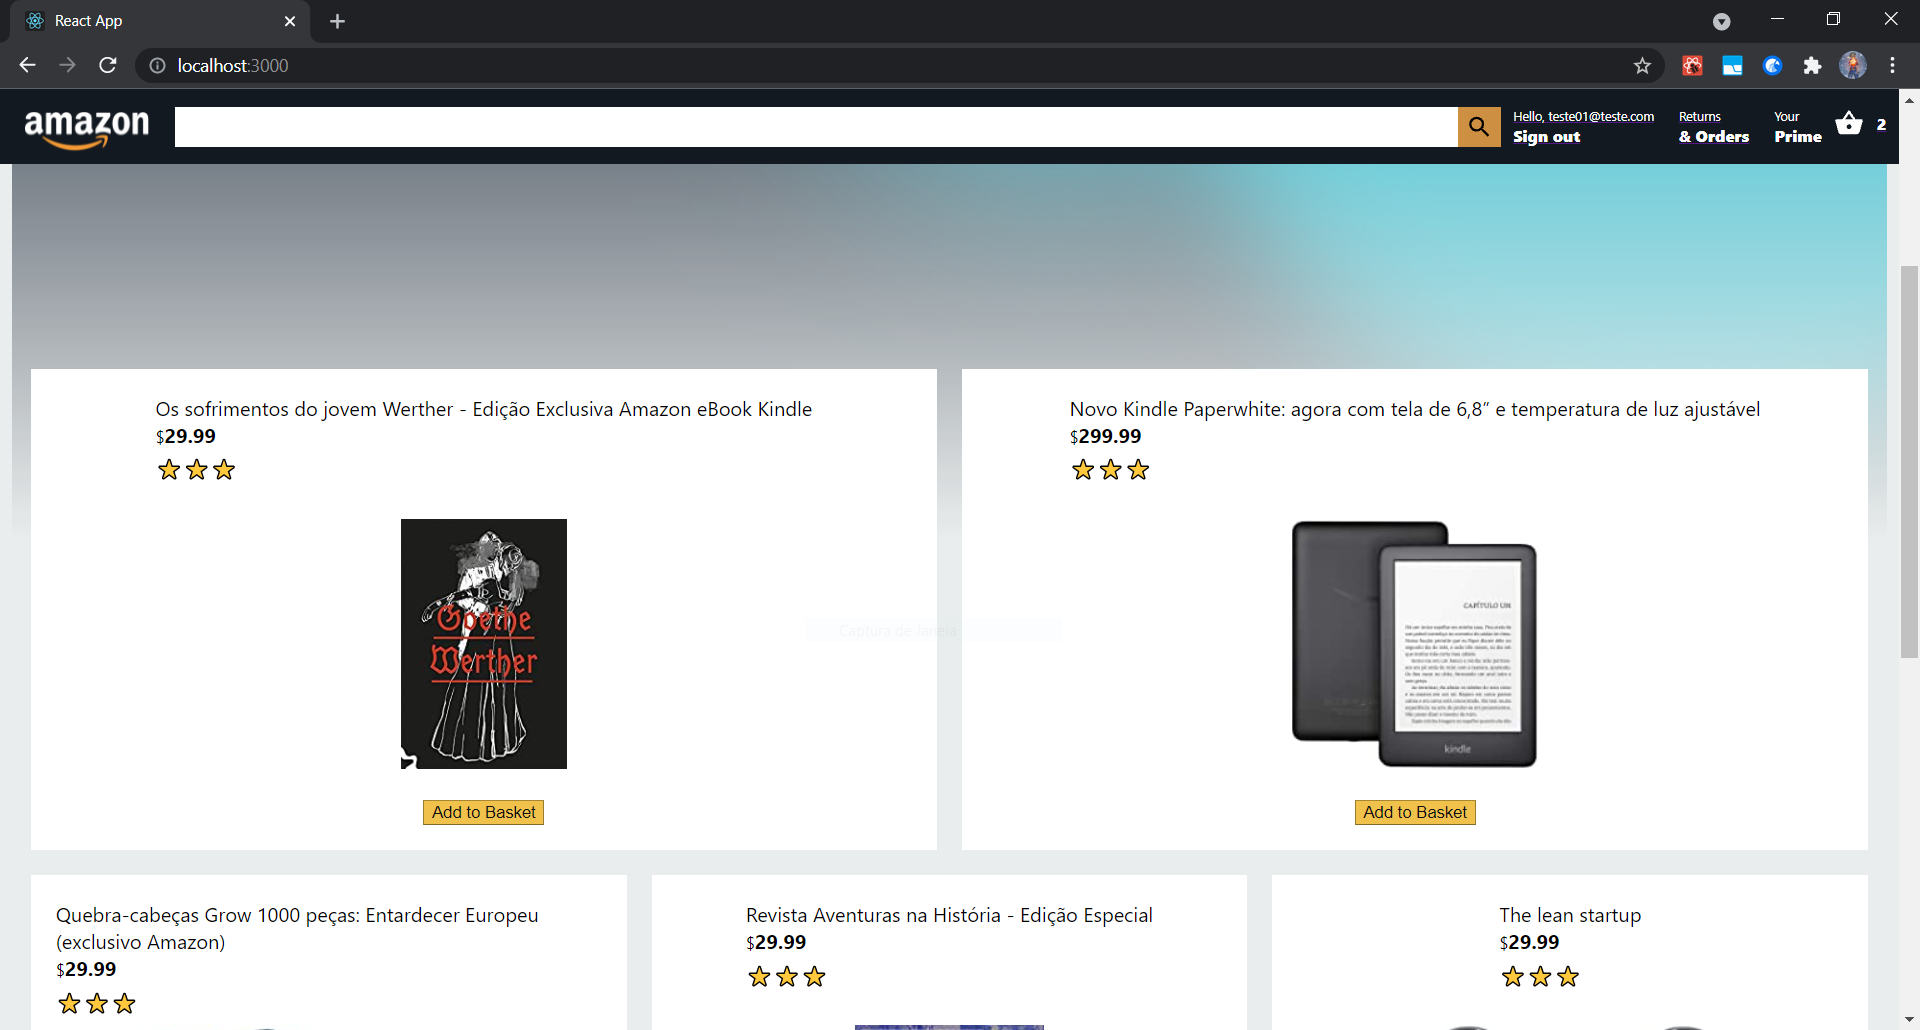 React App
localhost:3000
amazon
Hello, teste01@teste.com
Sign out
Returns
& Orders
Your
Prime
2
Os sofrimentos do jovem Werther - Edição Exclusiva Amazon eBook Kindle
$29.99
Goethe
Werther
Add to Basket
Novo Kindle Paperwhite: agora com tela de 6,8” e temperatura de luz ajustável
$299.99
CAPÍTULO UM
kindle
Add to Basket
Captura de Janela
Quebra-cabeças Grow 1000 peças: Entardecer Europeu
(exclusivo Amazon)
$29.99
Revista Aventuras na História - Edição Especial
$29.99
The lean startup
$29.99